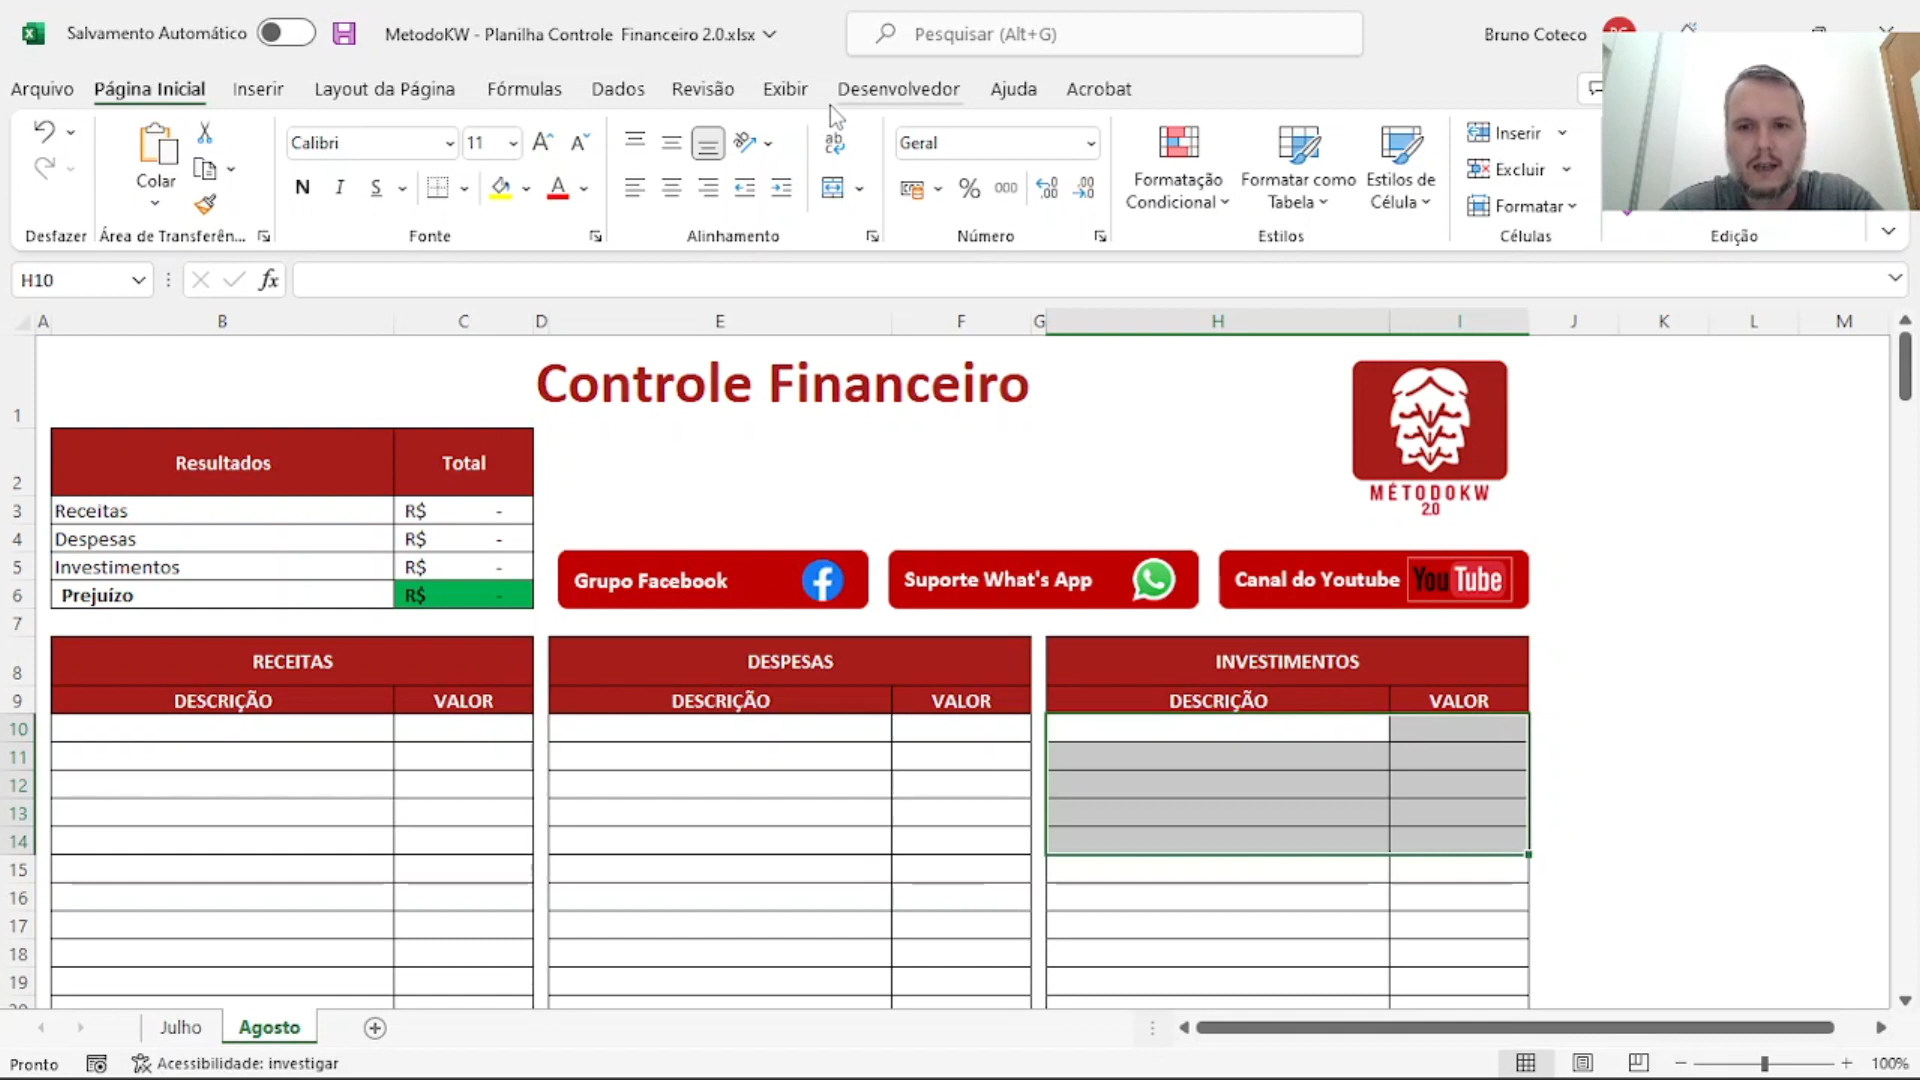 Salvamento Automático
MetodoKW - Planilha Controle Financeiro 2.0.xlsx
Pesquisar (Alt+G)
Bruno Coteco
Arquivo
Página Inicial
Inserir
Layout da Página
Fórmulas
Dados
Revisão
Exibir
Desenvolvedor
Ajuda
Acrobat
Colar
Calibri
11
N I S
ab
Geral
% 000
Formatação
Condicional
Formatar como
Tabela
Estilos de
Célula
Inserir
Excluir
Formatar
Desfazer
Área de Transferên...
Fonte
Alinhamento
Número
Estilos
Células
Edição
H10
fx
A B C D E F G H I J K L M
1
Controle Financeiro
MÉTODOKW
2.0
2 Resultados Total
3 Receitas R$ -
4 Despesas R$ -
5 Investimentos R$ -
6 Prejuízo R$ -
Grupo Facebook
Suporte What's App
Canal do Youtube YouTube
7
8 RECEITAS DESPESAS INVESTIMENTOS
9 DESCRIÇÃO VALOR DESCRIÇÃO VALOR DESCRIÇÃO VALOR
10
11
12
13
14
15
16
17
18
19
Julho
Agosto
Pronto
Acessibilidade: investigar
100%